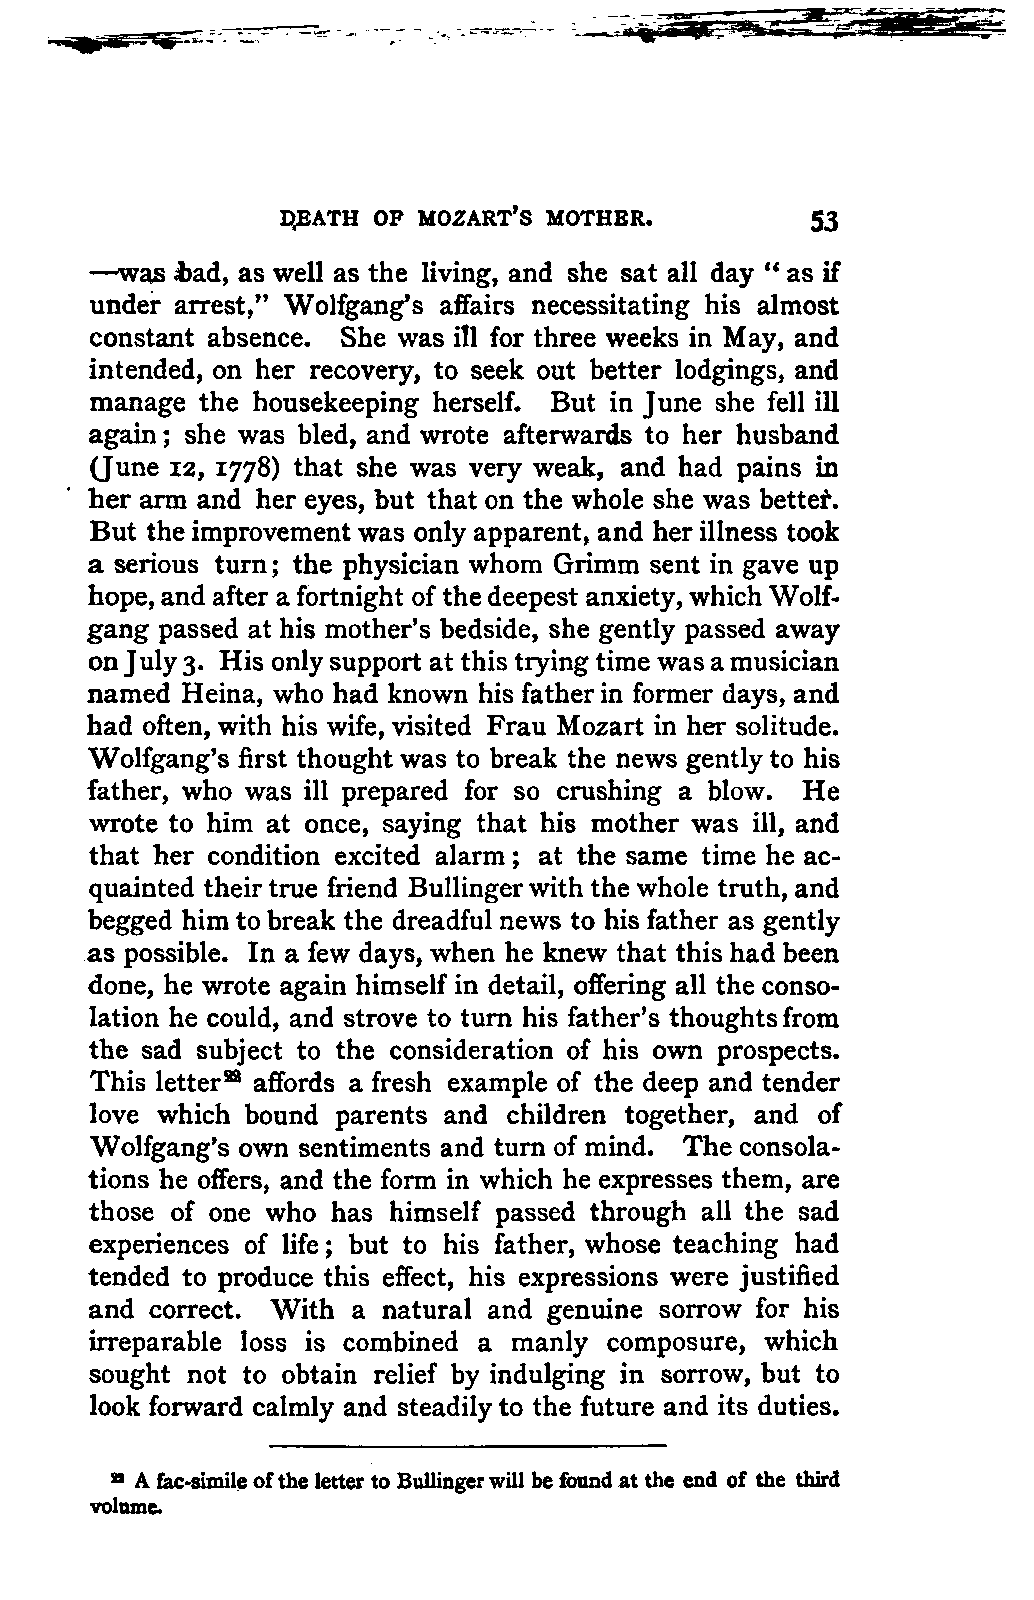 DEATH OF MOZART'S MOTHER. 53
—was bad, as well as the living, and she sat all day " as if
under arrest," Wolfgang's affairs necessitating his almost
constant absence. She was ill for three weeks in May, and
intended, on her recovery, to seek out better lodgings, and
manage the housekeeping herself. But in June she fell ill
again; she was bled, and wrote afterwards to her husband
(June 12, 1778) that she was very weak, and had pains in
her arm and her eyes, but that on the whole she was better.
But the improvement was only apparent, and her illness took
a serious turn; the physician whom Grimm sent in gave up
hope, and after a fortnight of the deepest anxiety, which Wolf-
gang passed at his mother's bedside, she gently passed away
on July 3. His only support at this trying time was a musician
named Heina, who had known his father in former days, and
had often, with his wife, visited Frau Mozart in her solitude.
Wolfgang's first thought was to break the news gently to his
father, who was ill prepared for so crushing a blow. He
wrote to him at once, saying that his mother was ill, and
that her condition excited alarm; at the same time he ac-
quainted their true friend Bullinger with the whole truth, and
begged him to break the dreadful news to his father as gently
as possible. In a few days, when he knew that this had been
done, he wrote again himself in detail, offering all the conso-
lation he could, and strove to turn his father's thoughts from
the sad subject to the consideration of his own prospects.
This letter affords a fresh example of the deep and tender
love which bound parents and children together, and of
Wolfgang's own sentiments and turn of mind. The consola-
tions he offers, and the form in which he expresses them, are
those of one who has himself passed through all the sad
experiences of life; but to his father, whose teaching had
tended to produce this effect, his expressions were justified
and correct. With a natural and genuine sorrow for his
irreparable loss is combined a manly composure, which
sought not to obtain relief by indulging in sorrow, but to
look forward calmly and steadily to the future and its duties.
A fac-simile of the letter to Bullinger will be found at the end of the third
volume.